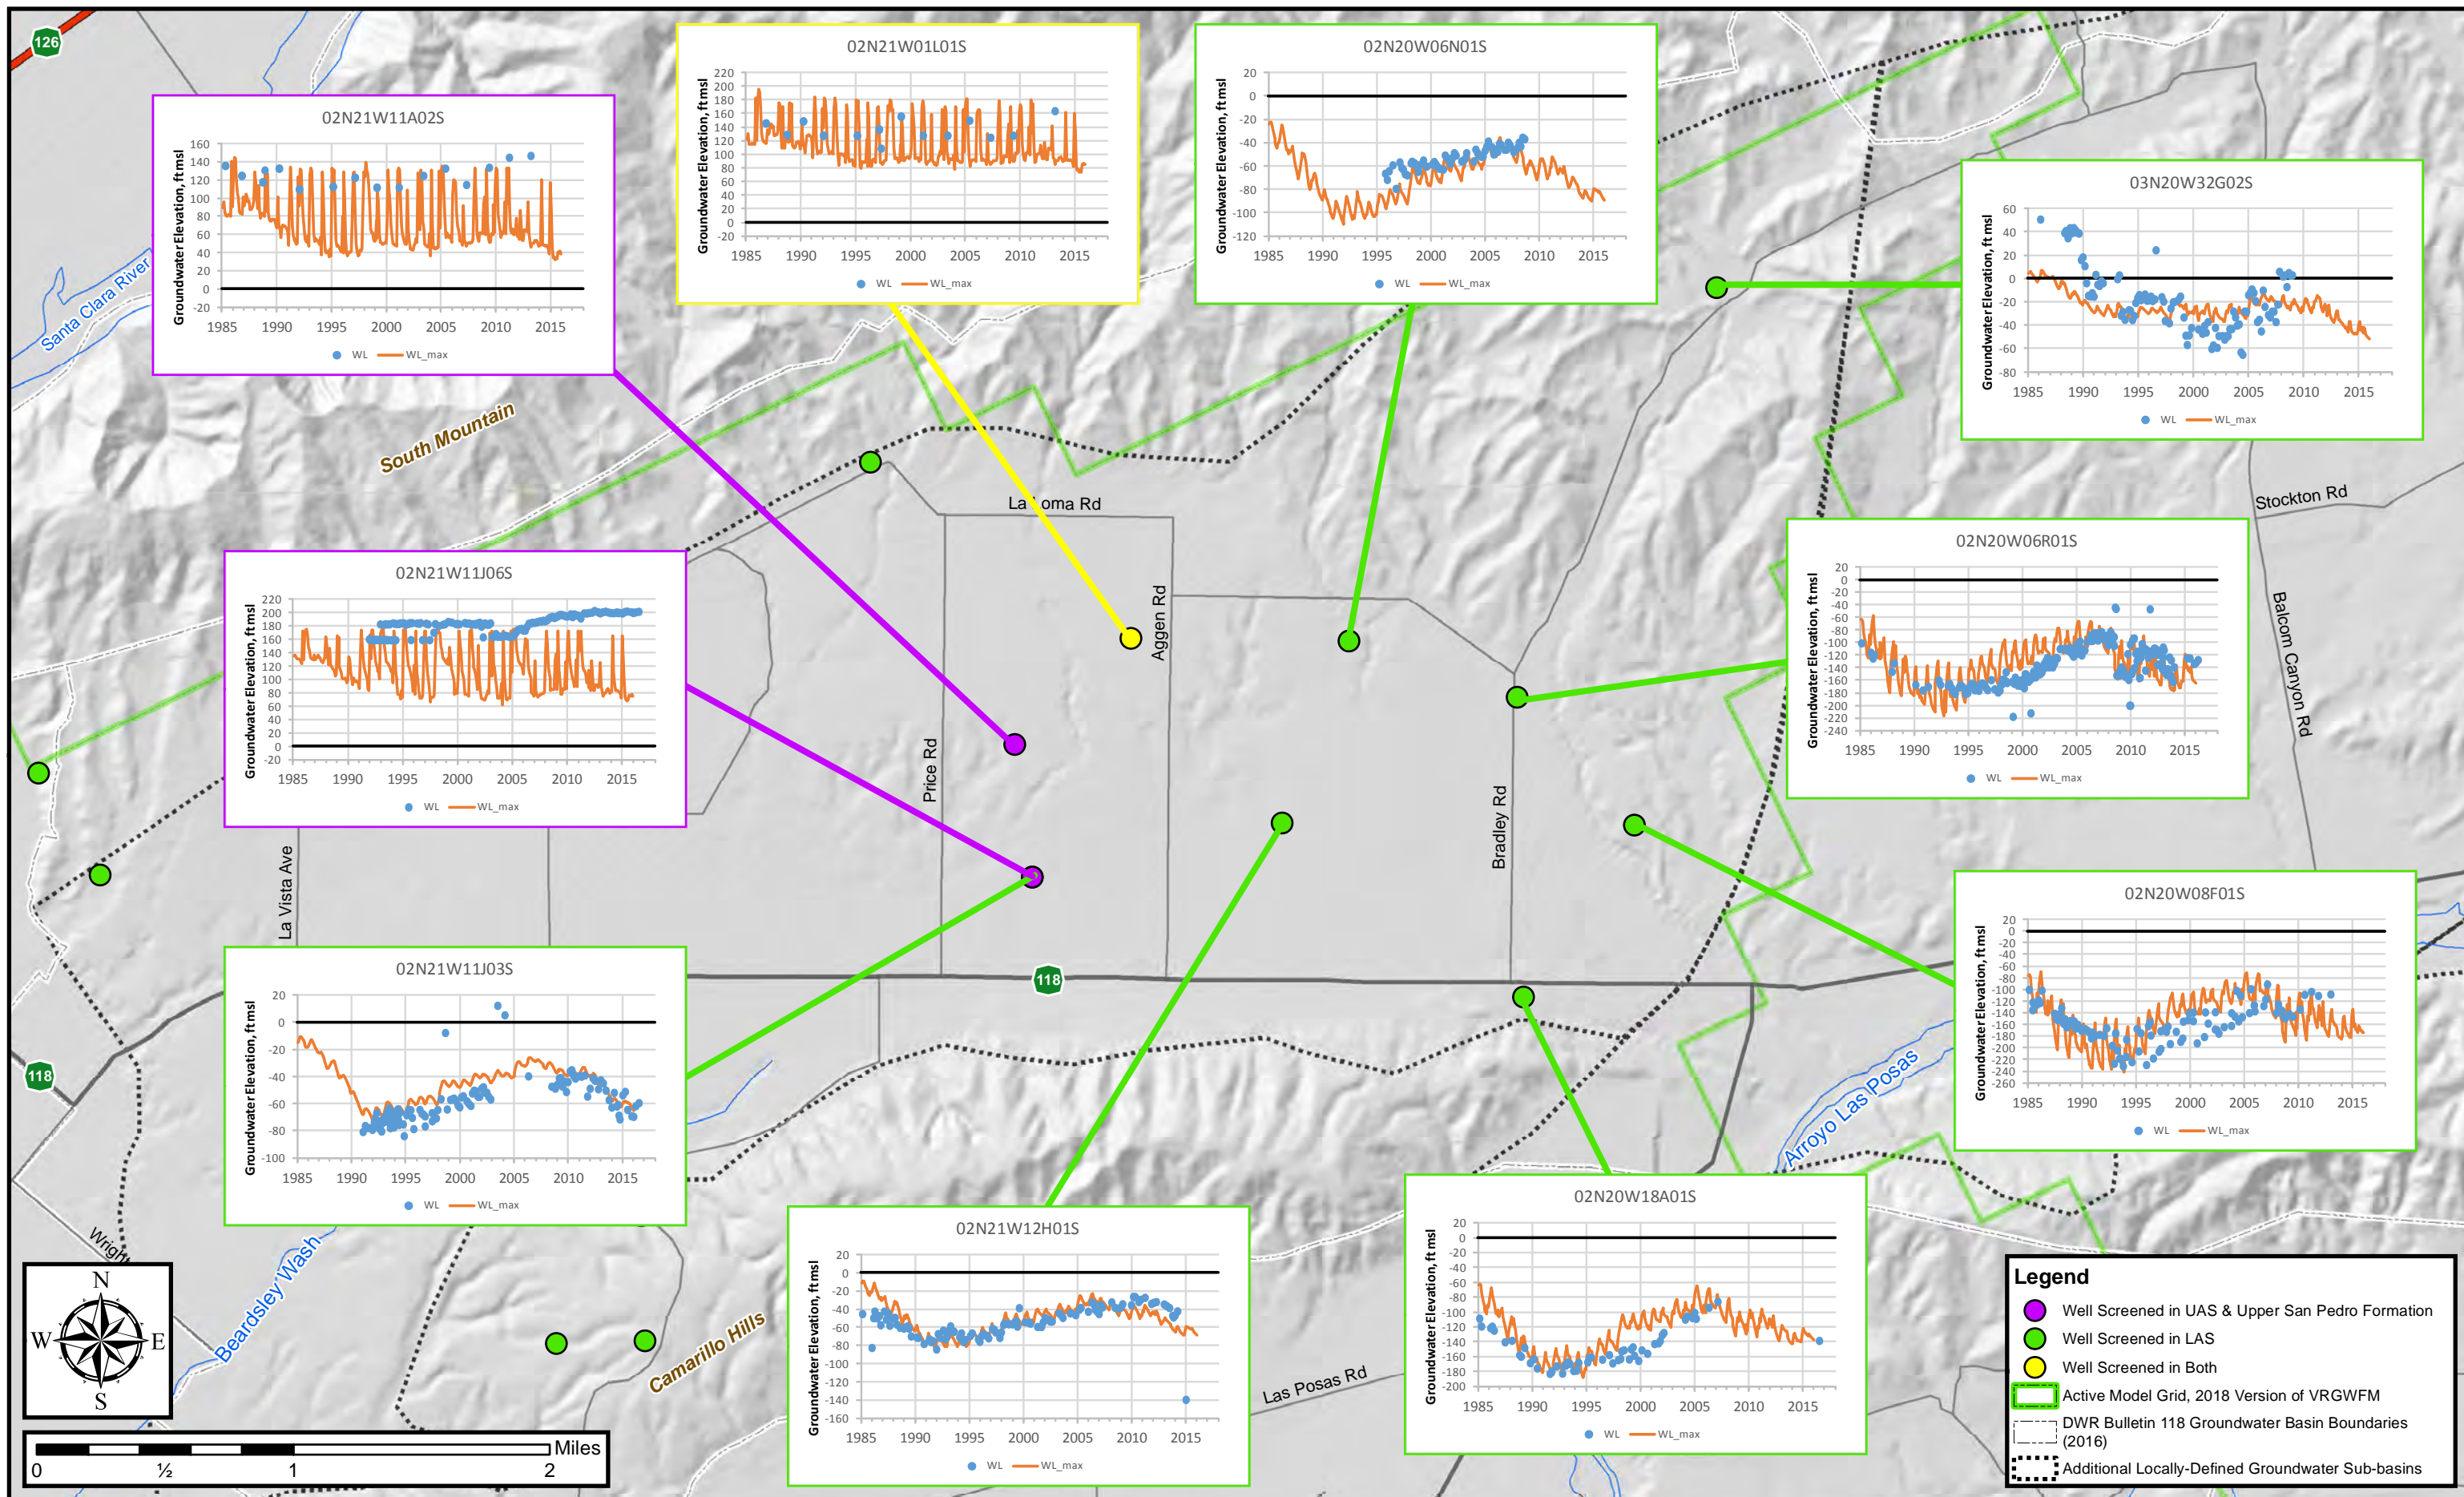 126
Santa Clara River
South Mountain
02N21W11A02S
Groundwater Elevation, ft msl
160
140
120
100
80
60
40
20
0
-20
1985 1990 1995 2000 2005 2010 2015
WL WL_max
02N21W01L01S
Groundwater Elevation, ft msl
220
200
180
160
140
120
100
80
60
40
20
0
-20
1985 1990 1995 2000 2005 2010 2015
WL WL_max
02N20W06N01S
Groundwater Elevation, ft msl
20
0
-20
-40
-60
-80
-100
-120
1985 1990 1995 2000 2005 2010 2015
WL WL_max
03N20W32G02S
Groundwater Elevation, ft msl
60
40
20
0
-20
-40
-60
-80
1985 1990 1995 2000 2005 2010 2015
WL WL_max
Stockton Rd
Balcom Canyon Rd
02N21W11J06S
Groundwater Elevation, ft msl
220
200
180
160
140
120
100
80
60
40
20
0
-20
1985 1990 1995 2000 2005 2010 2015
WL WL_max
La Loma Rd
Aggen Rd
Price Rd
Bradley Rd
La Vista Ave
02N20W06R01S
Groundwater Elevation, ft msl
20
0
-20
-40
-60
-80
-100
-120
-140
-160
-180
-200
-220
-240
1985 1990 1995 2000 2005 2010 2015
WL WL_max
02N20W08F01S
Groundwater Elevation, ft msl
20
0
-20
-40
-60
-80
-100
-120
-140
-160
-180
-200
-220
-240
-260
1985 1990 1995 2000 2005 2010 2015
WL WL_max
118
118
02N21W11J03S
Groundwater Elevation, ft msl
20
0
-20
-40
-60
-80
-100
1985 1990 1995 2000 2005 2010 2015
WL WL_max
Arroyo Las Posas
02N21W12H01S
Groundwater Elevation, ft msl
20
0
-20
-40
-60
-80
-100
-120
-140
-160
1985 1990 1995 2000 2005 2010 2015
WL WL_max
02N20W18A01S
Groundwater Elevation, ft msl
20
0
-20
-40
-60
-80
-100
-120
-140
-160
-180
-200
1985 1990 1995 2000 2005 2010 2015
WL WL_max
Wright
Beardsley Wash
Camarillo Hills
Las Posas Rd
N
W E
S
Miles
0 ½ 1 2
Legend
Well Screened in UAS & Upper San Pedro Formation
Well Screened in LAS
Well Screened in Both
Active Model Grid, 2018 Version of VRGWFM
DWR Bulletin 118 Groundwater Basin Boundaries
(2016)
Additional Locally-Defined Groundwater Sub-basins